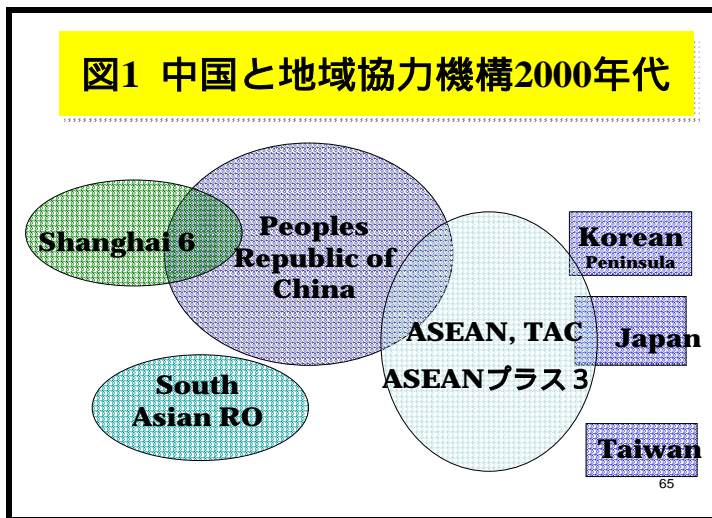 図1 中国と地域協力機構2000年代
Shanghai 6
Peoples
Republic of
China
Korean
Peninsula
ASEAN, TAC
ASEANプラス３
Japan
South
Asian RO
Taiwan
65